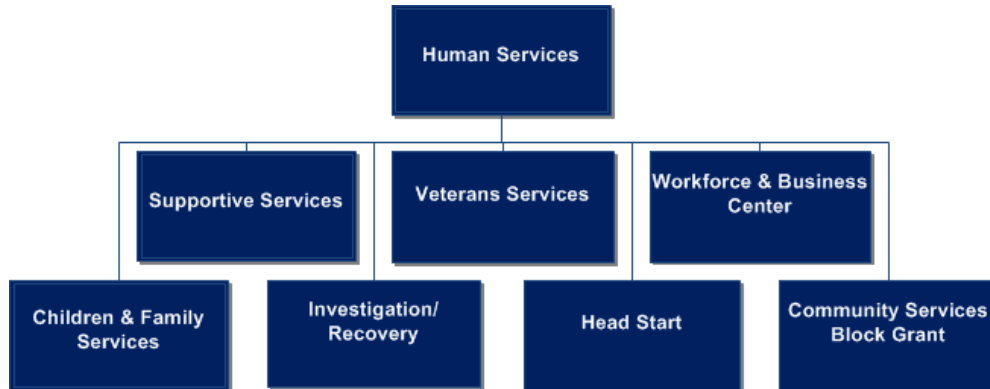 Human Services
Supportive Services
Veterans Services
Workforce & Business
Center
Children & Family
Services
Investigation/
Recovery
Head Start
Community Services
Block Grant